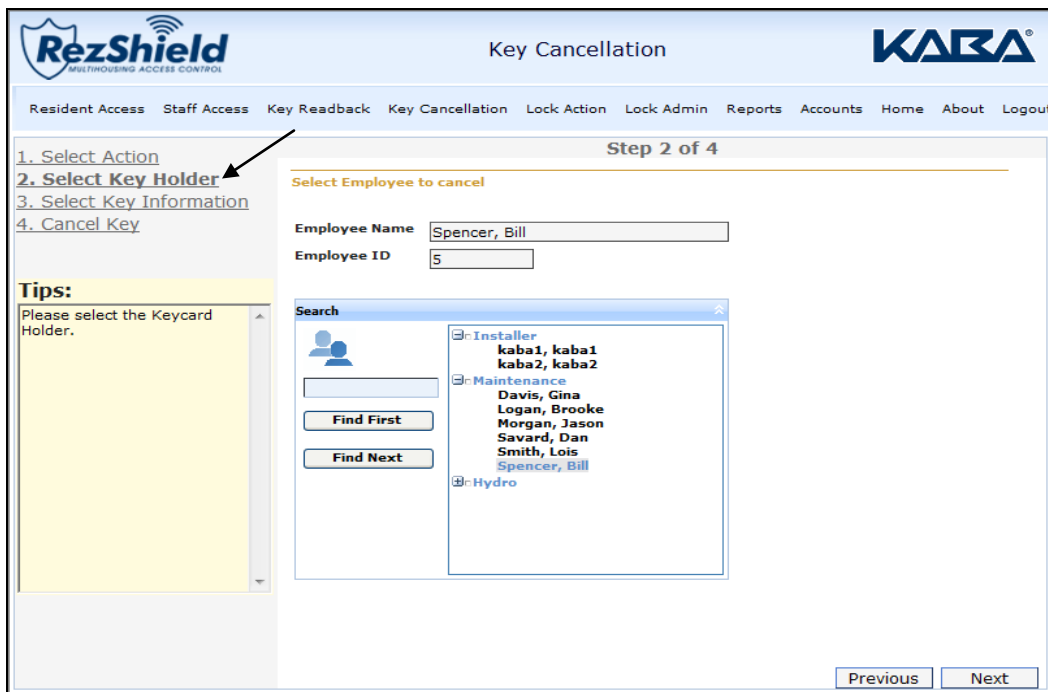 RezShield
MULTIHOUSING ACCESS CONTROL
Key Cancellation
KABA®
Resident Access Staff Access Key Readback Key Cancellation Lock Action Lock Admin Reports Accounts Home About Logout
1. Select Action
2. Select Key Holder
3. Select Key Information
4. Cancel Key
Tips:
Please select the Keycard
Holder.
Step 2 of 4
Select Employee to cancel
Employee Name Spencer, Bill
Employee ID 5
Search
Find First
Find Next
Installer
kaba1, kaba1
kaba2, kaba2
Maintenance
Davis, Gina
Logan, Brooke
Morgan, Jason
Savard, Dan
Smith, Lois
Spencer, Bill
Hydro
Previous Next